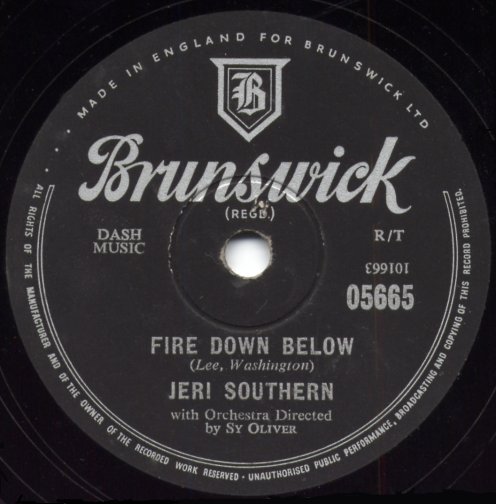 · · · · MADE IN ENGLAND FOR BRUNSWICK LTD
B
Brunswick
(REGD.)
DASH
MUSIC
R/T
101663
05665
FIRE DOWN BELOW
(Lee, Washington)
JERI SOUTHERN
with Orchestra Directed
by SY OLIVER
ALL RIGHTS OF THE MANUFACTURER AND OF THE OWNER OF THE RECORDED WORK RESERVED · UNAUTHORISED PUBLIC PERFORMANCE, BROADCASTING AND COPYING OF THIS RECORD PROHIBITED.